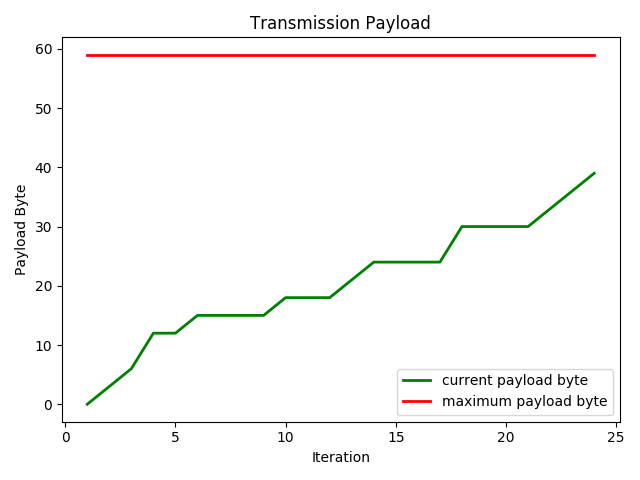 Transmission Payload
Payload Byte
60
50
40
30
20
10
0
0 5 10 15 20 25
Iteration
current payload byte
maximum payload byte